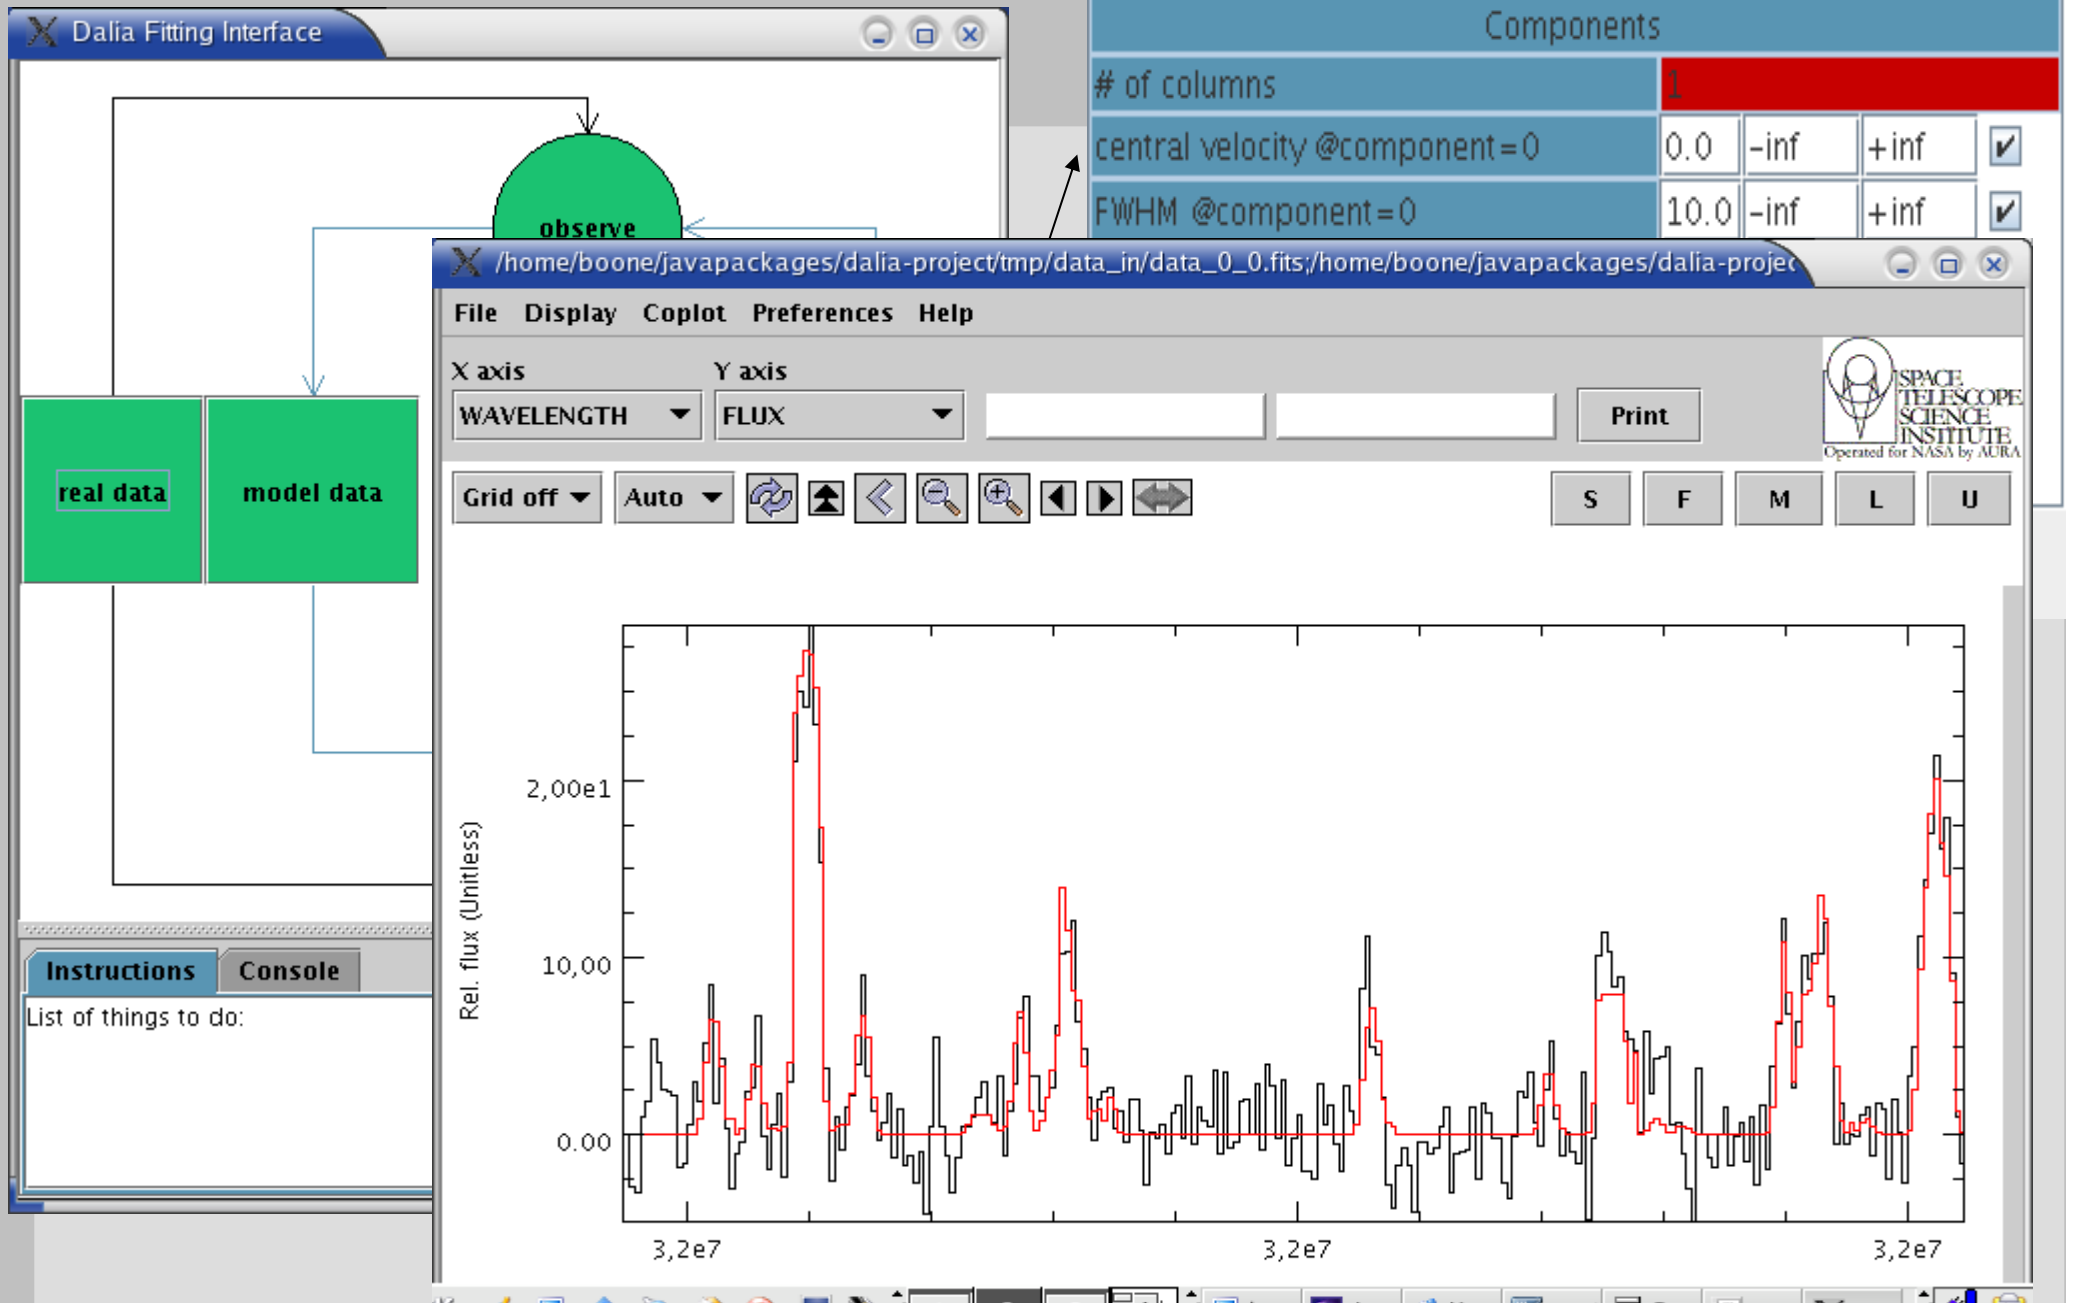 Dalia Fitting Interface
observe
real data
model data
Instructions
Console
List of things to do:
Components
# of columns
1
central velocity @component=0
0.0
-inf
+inf
FWHM @component=0
10.0
-inf
+inf
/home/boone/javapackages/dalia-project/tmp/data_in/data_0_0.fits;/home/boone/javapackages/dalia-projec
File Display Coplot Preferences Help
X axis
Y axis
WAVELENGTH
FLUX
Print
SPACE
TELESCOPE
SCIENCE
INSTITUTE
Operated for NASA by AURA
Grid off
Auto
S F M L U
Rel. flux (Unitless)
2,00e1
10,00
0.00
3,2e7
3,2e7
3,2e7